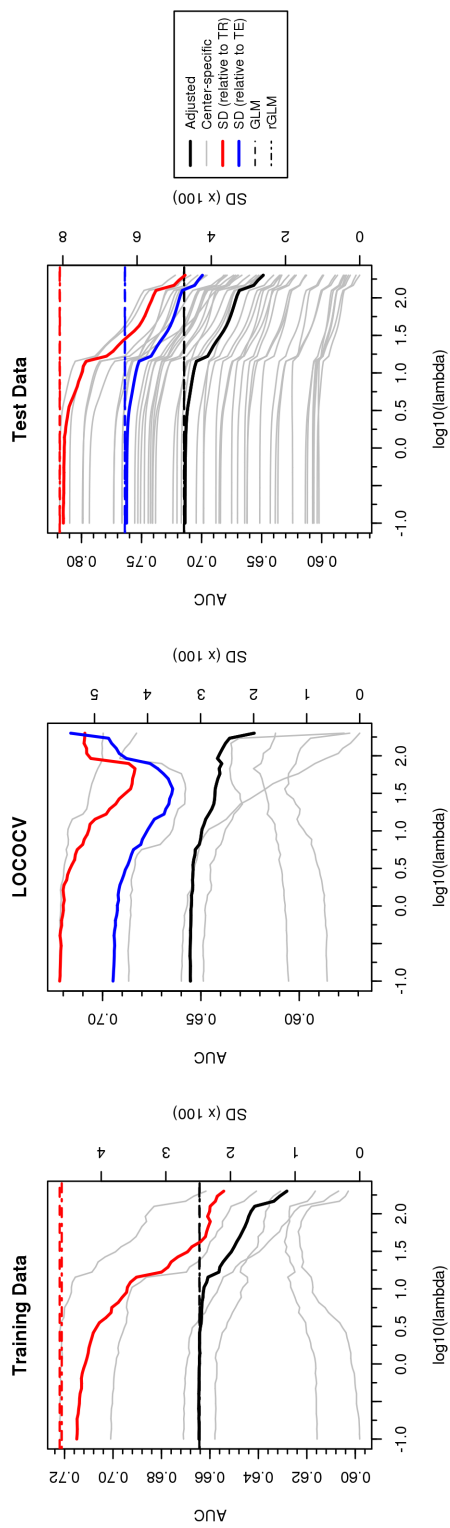 Training Data
AUC
0.72
0.70
0.68
0.66
0.64
0.62
0.60
-1.0
0.0
0.5
1.0
1.5
2.0
log10(lambda)
4
3
2
1
0
SD (x 100)
LOCOCV
AUC
0.70
0.65
0.60
-1.0
0.0
0.5
1.0
1.5
2.0
log10(lambda)
5
4
3
2
1
0
SD (x 100)
Test Data
AUC
0.80
0.75
0.70
0.65
0.60
-1.0
0.0
0.5
1.0
1.5
2.0
log10(lambda)
8
6
4
2
0
SD (x 100)
Adjusted
Center-specific
SD (relative to TR)
SD (relative to TE)
GLM
rGLM